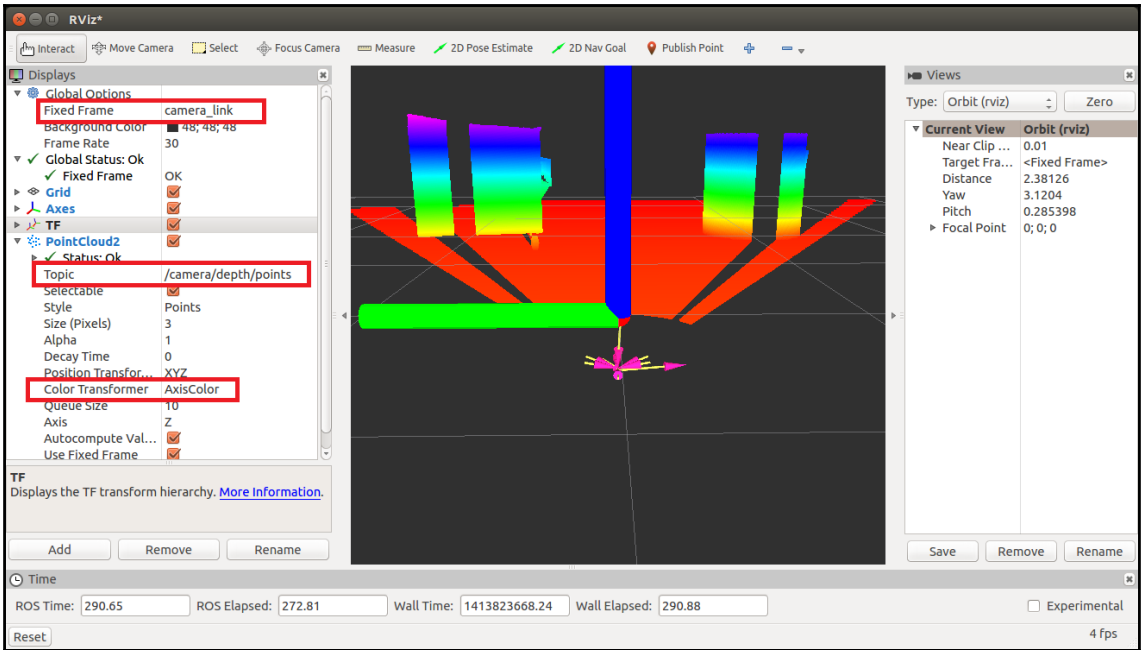 RViz*
Interact Move Camera Select Focus Camera Measure 2D Pose Estimate 2D Nav Goal Publish Point
Displays
Global Options
Fixed Frame camera_link
Background Color 48; 48; 48
Frame Rate 30
Global Status: Ok
Fixed Frame OK
Grid
Axes
TF
PointCloud2
Status: Ok
Topic /camera/depth/points
Selectable
Style Points
Size (Pixels) 3
Alpha 1
Decay Time 0
Position Transfor... XYZ
Color Transformer AxisColor
Queue Size 10
Axis Z
Autocompute Val...
Use Fixed Frame
TF
Displays the TF transform hierarchy. More Information.
Add Remove Rename
Views
Type: Orbit (rviz) Zero
Current View Orbit (rviz)
Near Clip ... 0.01
Target Fra... <Fixed Frame>
Distance 2.38126
Yaw 3.1204
Pitch 0.285398
Focal Point 0; 0; 0
Save Remove Rename
Time
ROS Time: 290.65 ROS Elapsed: 272.81 Wall Time: 1413823668.24 Wall Elapsed: 290.88 Experimental
Reset 4 fps